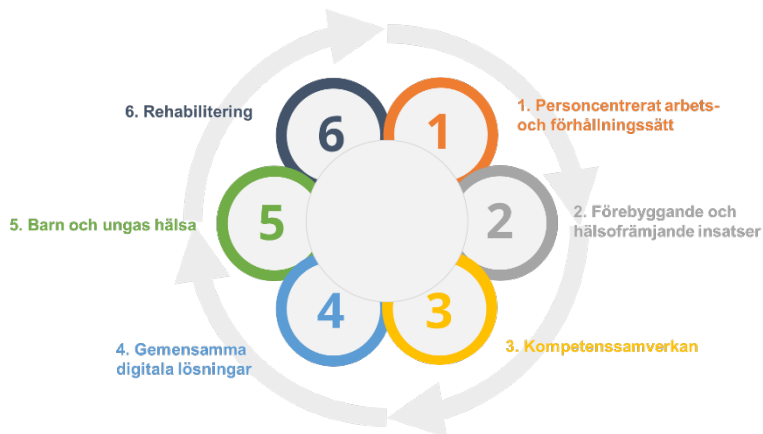 6. Rehabilitering
1. Personcentrerat arbets-
och förhållningssätt
2. Förebyggande och
hälsofrämjande insatser
3. Kompetenssamverkan
4. Gemensamma
digitala lösningar
5. Barn och ungas hälsa
6
1
2
3
4
5